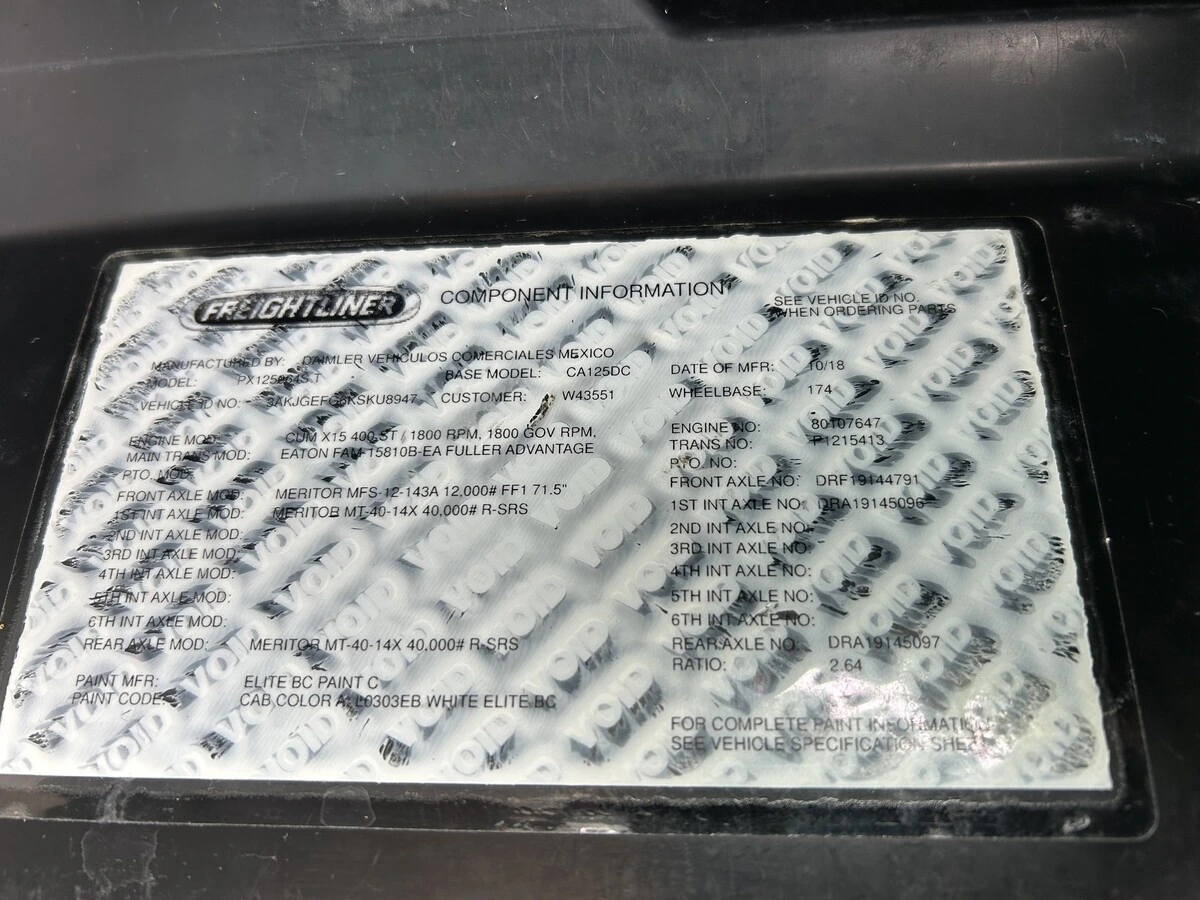 FREIGHTLINER
COMPONENT INFORMATION
SEE VEHICLE ID NO.
WHEN ORDERING PARTS
MANUFACTURED BY: DAIMLER VEHICULOS COMERCIALES MEXICO
MODEL: BASE MODEL: CA125DC
DATE OF MFR: 10/18
VEHICLE ID NO: CUSTOMER: W43551
WHEELBASE: 174
ENGINE MOD: CUM X15 400 ST / 1800 RPM, 1800 GOV RPM,
ENGINE NO: 80107647
MAIN TRANS MOD: EATON FAM-15810B-EA FULLER ADVANTAGE
TRANS NO: P1215413
PTO. MOD:
PTO. NO:
FRONT AXLE MOD: MERITOR MFS-12-143A 12,000# FF1 71.5"
FRONT AXLE NO: DRF19144791
1ST INT AXLE MOD: MERITOR MT-40-14X 40,000# R-SRS
1ST INT AXLE NO: DRA19145096
2ND INT AXLE MOD:
2ND INT AXLE NO:
3RD INT AXLE MOD:
3RD INT AXLE NO:
4TH INT AXLE MOD:
4TH INT AXLE NO:
5TH INT AXLE MOD:
5TH INT AXLE NO:
6TH INT AXLE MOD:
6TH INT AXLE NO:
REAR AXLE MOD: MERITOR MT-40-14X 40,000# R-SRS
REAR AXLE NO. DRA19145097
RATIO: 2.64
PAINT MFR: ELITE BC PAINT C
PAINT CODE: CAB COLOR A: L0303EB WHITE ELITE BC
FOR COMPLETE PAINT INFORMATION
SEE VEHICLE SPECIFICATION SHEET
VOID